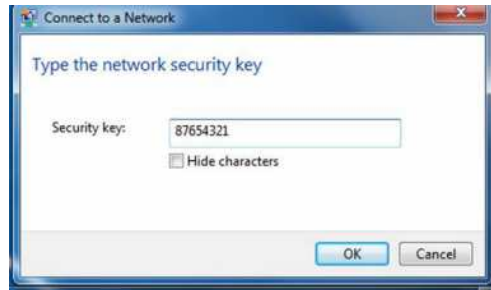 Connect to a Network
Type the network security key
Security key: 87654321
Hide characters
OK Cancel